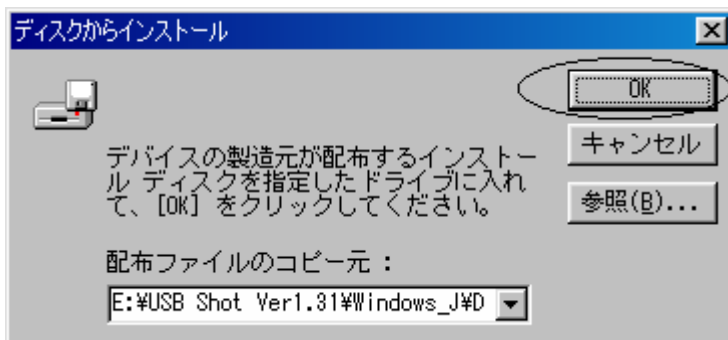 ディスクからインストール
OK
デバイスの製造元が配布するインストー
ル ディスクを指定したドライブに入れ
て、[OK] をクリックしてください。
キャンセル
参照(B)...
配布ファイルのコピー元 :
E:¥USB Shot Ver1.31¥Windows_J¥D